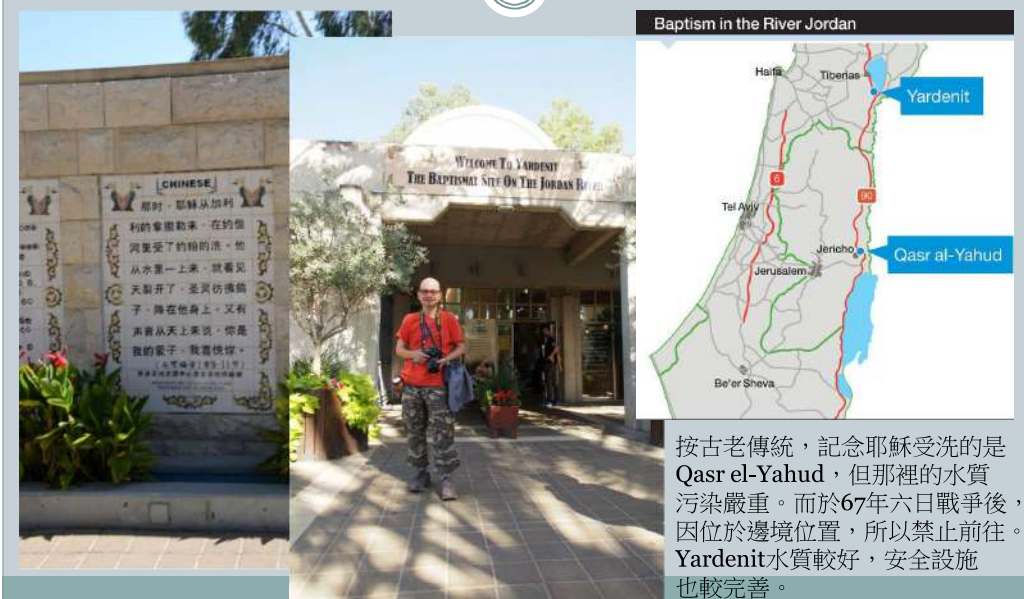 CHINESE
那时，耶稣从加利
利的拿撒勒来，在约但
河里受了约翰的洗。他
从水里一上来，就看见
天裂开了，圣灵仿佛鸽
子，降在他身上。又有
声音从天上来说，你是
我的爱子，我喜悦你。
WELCOME TO YARDENIT
THE BAPTISMAL SITE ON THE JORDAN RIVER
Baptism in the River Jordan
Haifa
Tiberias
Yardenit
6
90
Tel Aviv
Jericho
Qasr al-Yahud
Jerusalem
Be'er Sheva
按古老傳統，記念耶穌受洗的是
Qasr el-Yahud，但那裡的水質
污染嚴重。而於67年六日戰爭後，
因位於邊境位置，所以禁止前往。
Yardenit水質較好，安全設施
也較完善。